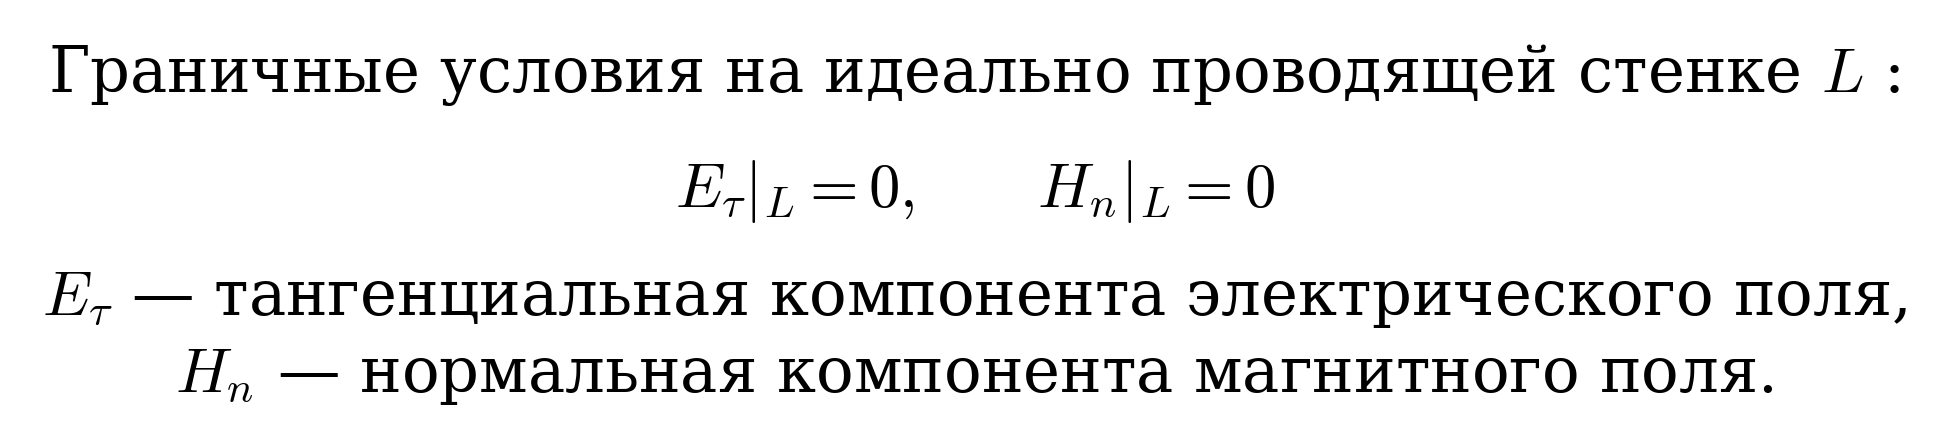 Граничные условия на идеально проводящей стенке L :
E_τ|_L = 0, H_n|_L = 0
E_τ — тангенциальная компонента электрического поля,
H_n — нормальная компонента магнитного поля.